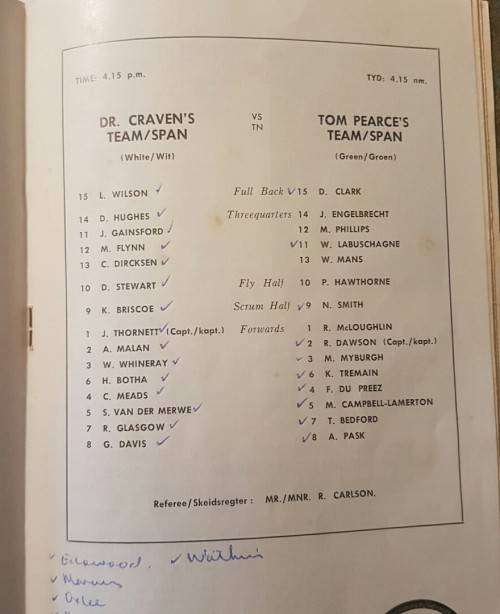 TIME: 4.15 p.m. TYD: 4.15 nm.
DR. CRAVEN'S TEAM/SPAN VS TN TOM PEARCE'S TEAM/SPAN
(White/Wit) (Green/Groen)
15 L. WILSON ✓ Full Back ✓ 15 D. CLARK
14 D. HUGHES ✓ Threequarters 14 J. ENGELBRECHT
11 J. GAINSFORD ✓ 12 M. PHILLIPS
12 M. FLYNN ✓ ✓ 11 W. LABUSCHAGNE
13 C. DIRCKSEN ✓ 13 W. MANS
10 D. STEWART ✓ Fly Half 10 P. HAWTHORNE
9 K. BRISCOE ✓ Scrum Half ✓ 9 N. SMITH
1 J. THORNETT ✓ (Capt./kapt.) Forwards 1 R. McLOUGHLIN
2 A. MALAN ✓ ✓ 2 R. DAWSON (Capt./kapt.)
3 W. WHINERAY ✓ ✓ 3 M. MYBURGH
6 H. BOTHA ✓ ✓ 6 K. TREMAIN
4 C. MEADS ✓ ✓ 4 F. DU PREEZ
5 S. VAN DER MERWE ✓ ✓ 5 M. CAMPBELL-LAMERTON
7 R. GLASGOW ✓ ✓ 7 T. BEDFORD
8 G. DAVIS ✓ ✓ 8 A. PASK
Referee/Skeidsregter : MR./MNR. R. CARLSON.